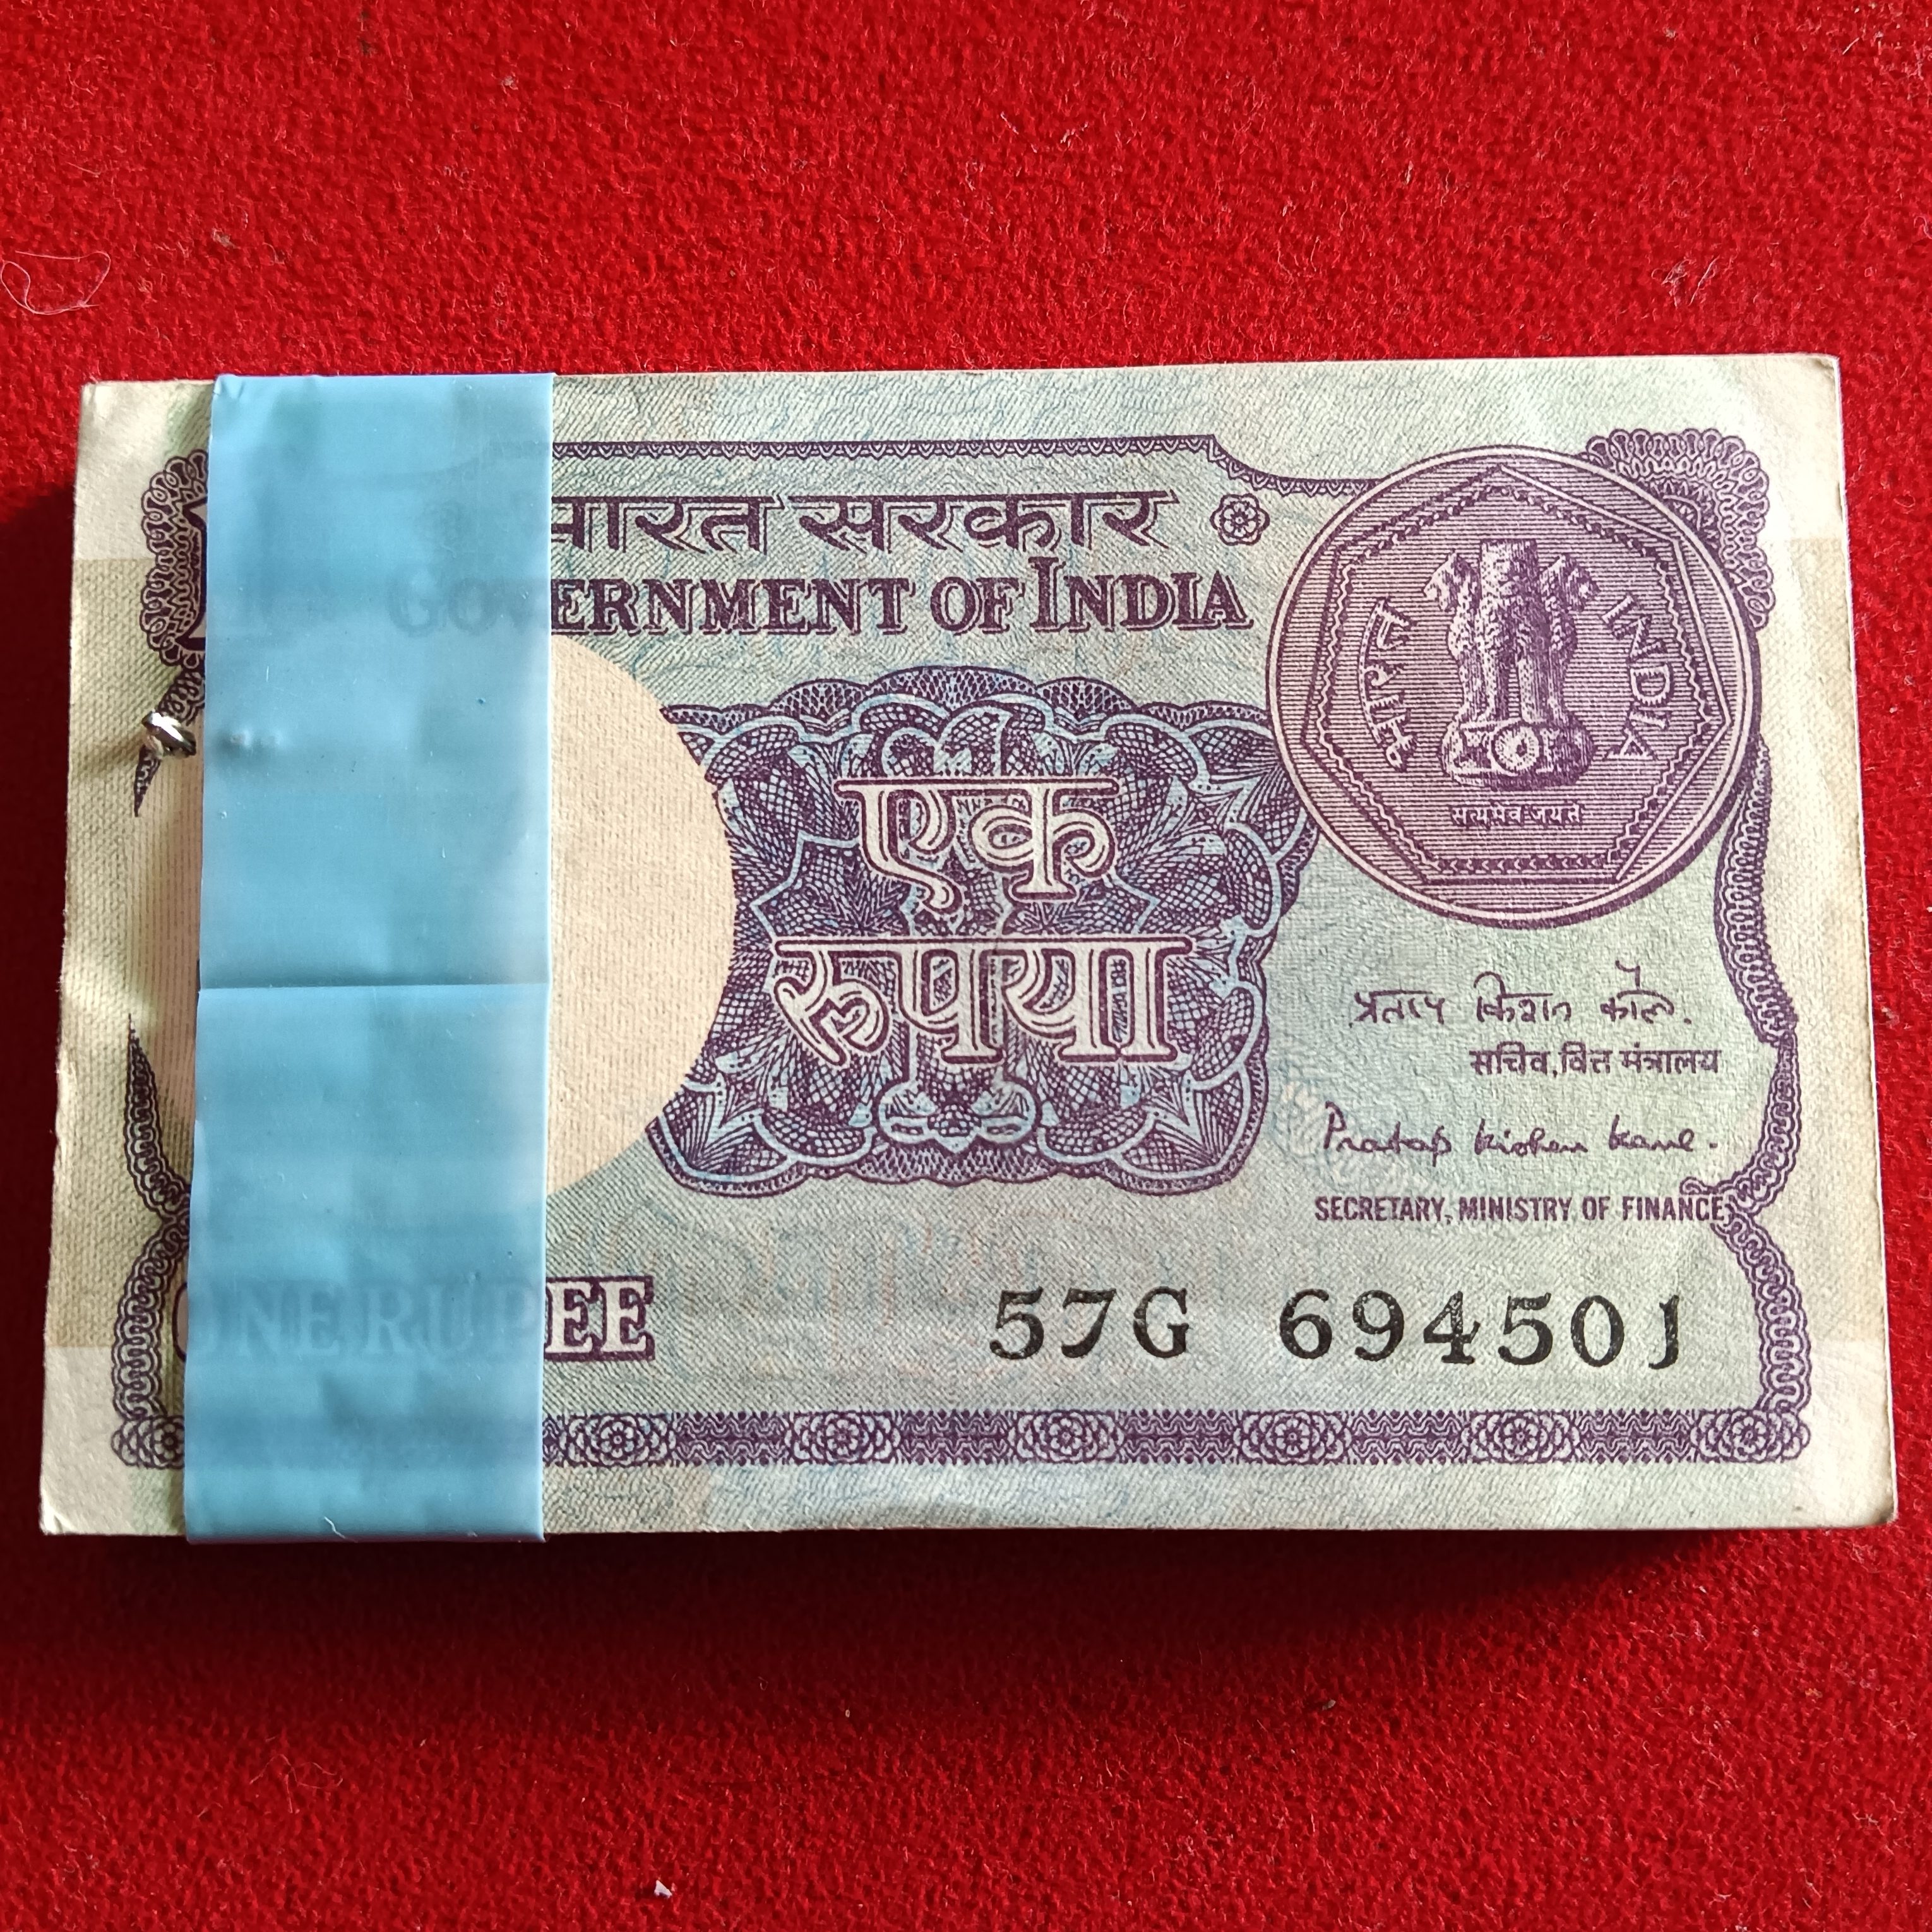 भारत सरकार
GOVERNMENT OF INDIA
भारत
INDIA
सत्यमेव जयते
एक
रुपया
प्रताप किशन कौल.
सचिव, वित्त मंत्रालय
Pratap Kishen Kaul.
SECRETARY, MINISTRY OF FINANCE
ONE RUPEE
57G 694501